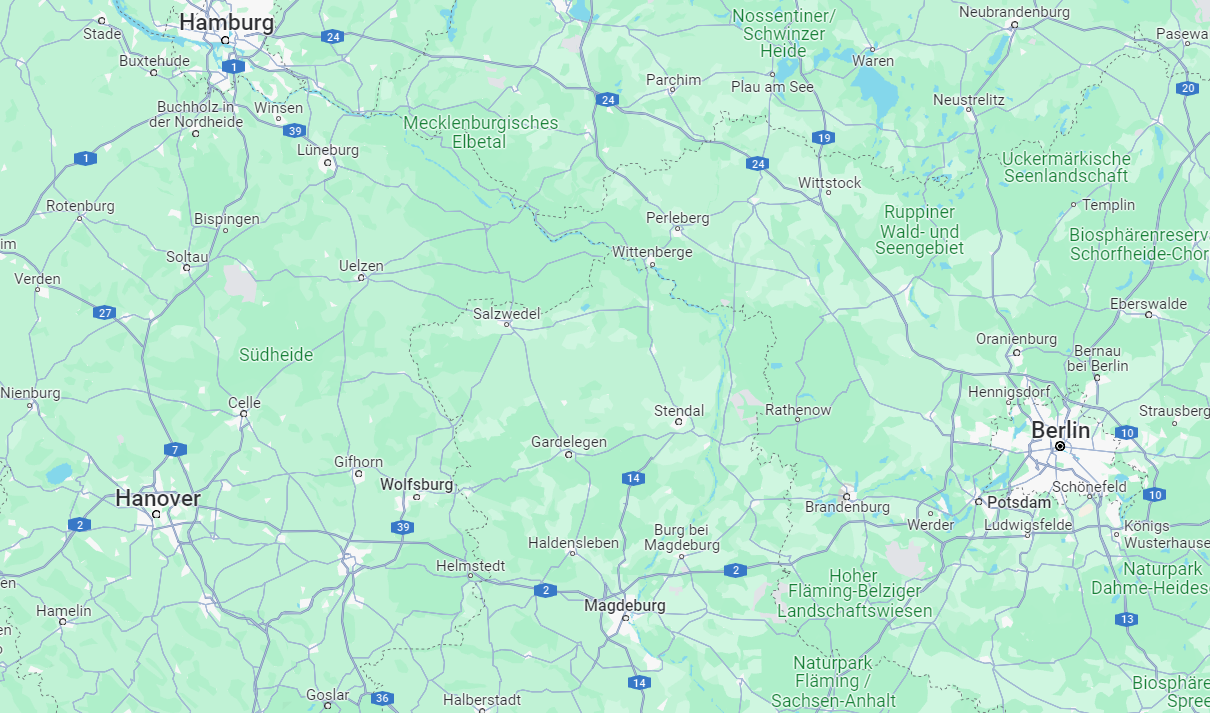 Hamburg
Stade
24
Nossentiner/
Schwinzer
Heide
Neubrandenburg
Pasewa
Buxtehude
1
Waren
Parchim
Plau am See
20
Buchholz in
der Nordheide
Winsen
24
Neustrelitz
39
Mecklenburgisches
Elbetal
19
Lüneburg
1
24
Uckermärkische
Seenlandschaft
Wittstock
Rotenburg
Bispingen
Perleberg
Ruppiner
Wald- und
Seengebiet
Templin
im
Soltau
Wittenberge
Biosphärenreserv
Schorfheide-Chor
Verden
Uelzen
27
Salzwedel
Eberswalde
Südheide
Oranienburg
Bernau
bei Berlin
Nienburg
Celle
Hennigsdorf
Stendal
Rathenow
Strausberg
Berlin
10
7
Gardelegen
Gifhorn
Wolfsburg
14
Schönefeld
10
Hanover
Brandenburg
Potsdam
2
39
Werder
Ludwigsfelde
Königs
Wusterhause
Haldensleben
Burg bei
Magdeburg
Helmstedt
2
2
Hoher
Fläming-Belziger
Landschaftswiesen
Naturpark
Dahme-Heides
en
Hamelin
Magdeburg
13
en
Naturpark
Fläming /
Sachsen-Anhalt
Goslar
36
Halberstadt
14
Biosphäre
Spree